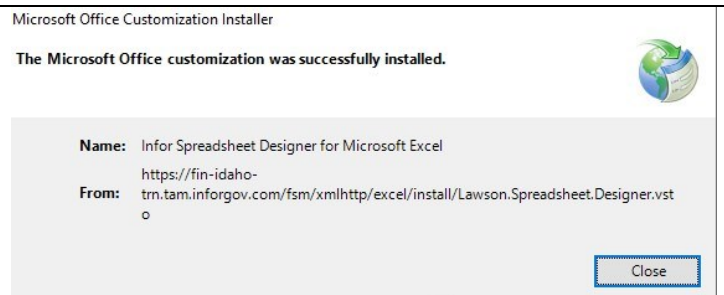 Microsoft Office Customization Installer
The Microsoft Office customization was successfully installed.
Name: Infor Spreadsheet Designer for Microsoft Excel
https://fin-idaho-
From: trn.tam.inforgov.com/fsm/xmlhttp/excel/install/Lawson.Spreadsheet.Designer.vst
o
Close